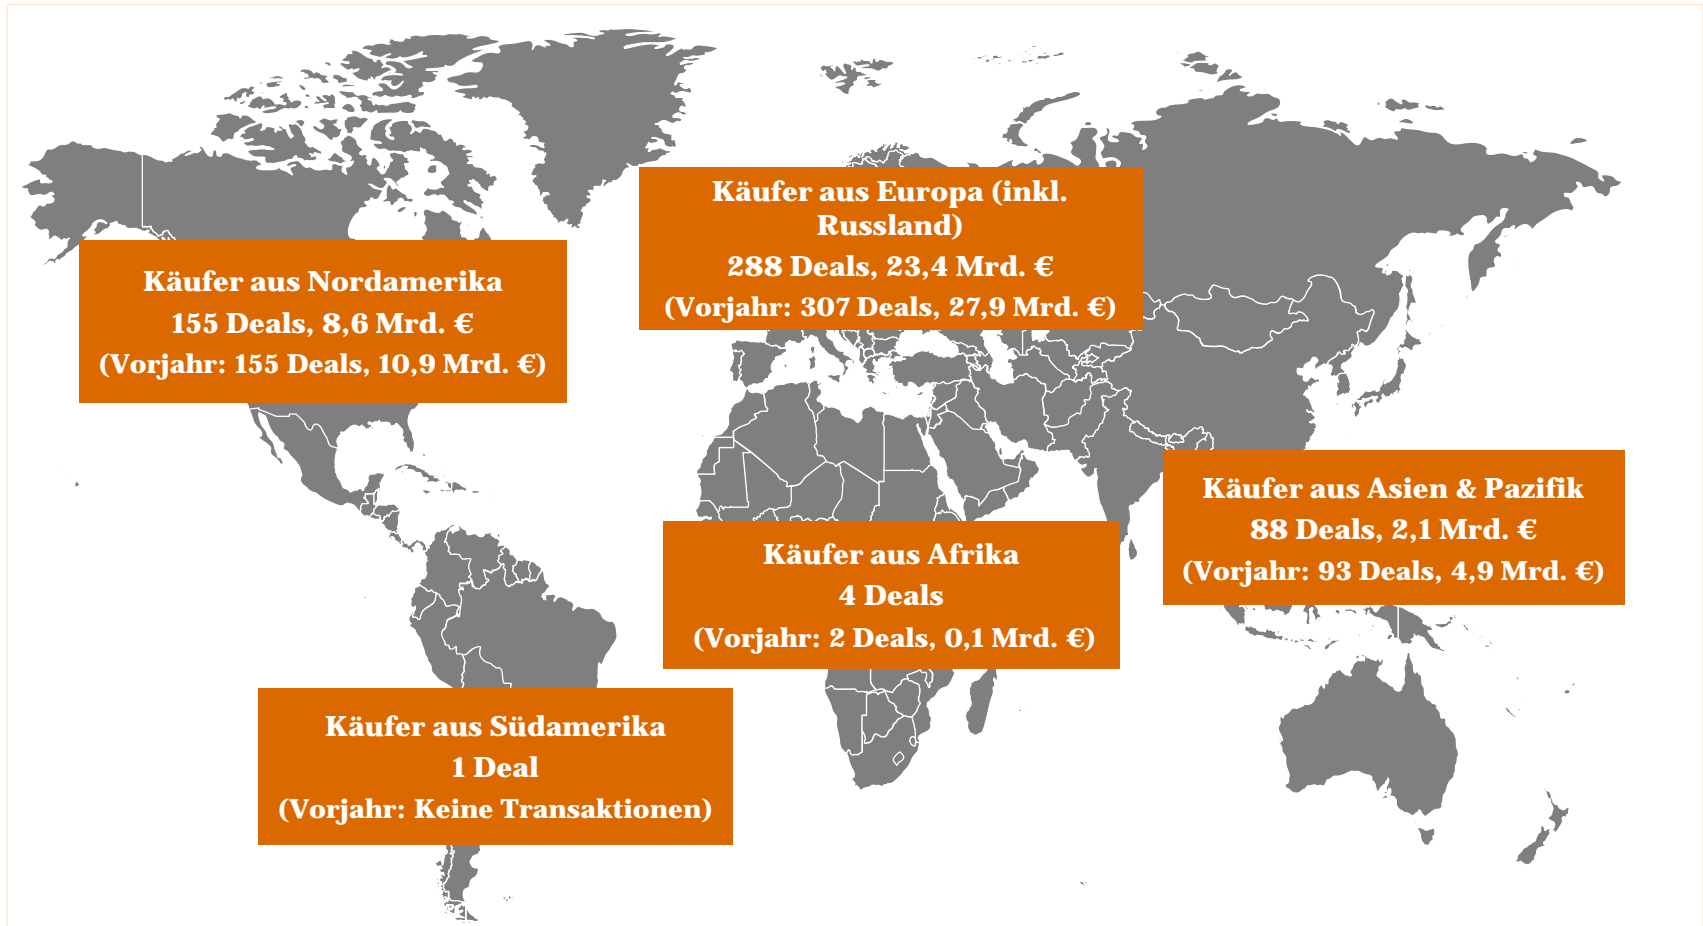 Käufer aus Europa (inkl.
Russland)
288 Deals, 23,4 Mrd. €
(Vorjahr: 307 Deals, 27,9 Mrd. €)
Käufer aus Nordamerika
155 Deals, 8,6 Mrd. €
(Vorjahr: 155 Deals, 10,9 Mrd. €)
Käufer aus Asien & Pazifik
88 Deals, 2,1 Mrd. €
(Vorjahr: 93 Deals, 4,9 Mrd. €)
Käufer aus Afrika
4 Deals
(Vorjahr: 2 Deals, 0,1 Mrd. €)
Käufer aus Südamerika
1 Deal
(Vorjahr: Keine Transaktionen)